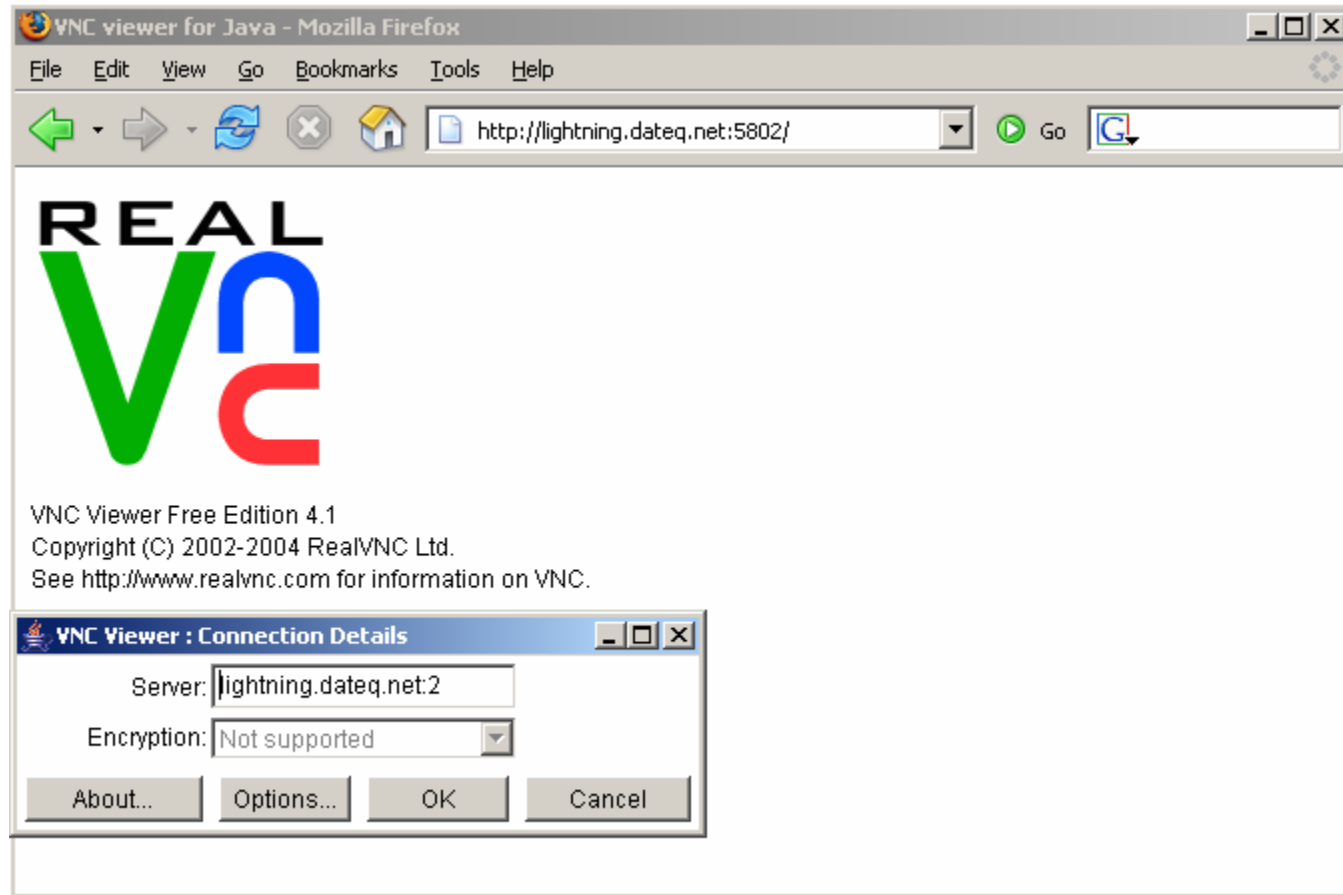 VNC viewer for Java - Mozilla Firefox
File Edit View Go Bookmarks Tools Help
http://lightning.dateq.net:5802/ Go G
REAL
Vnc
VNC Viewer Free Edition 4.1
Copyright (C) 2002-2004 RealVNC Ltd.
See http://www.realvnc.com for information on VNC.
VNC Viewer : Connection Details
Server: lightning.dateq.net:2
Encryption: Not supported
About... Options... OK Cancel